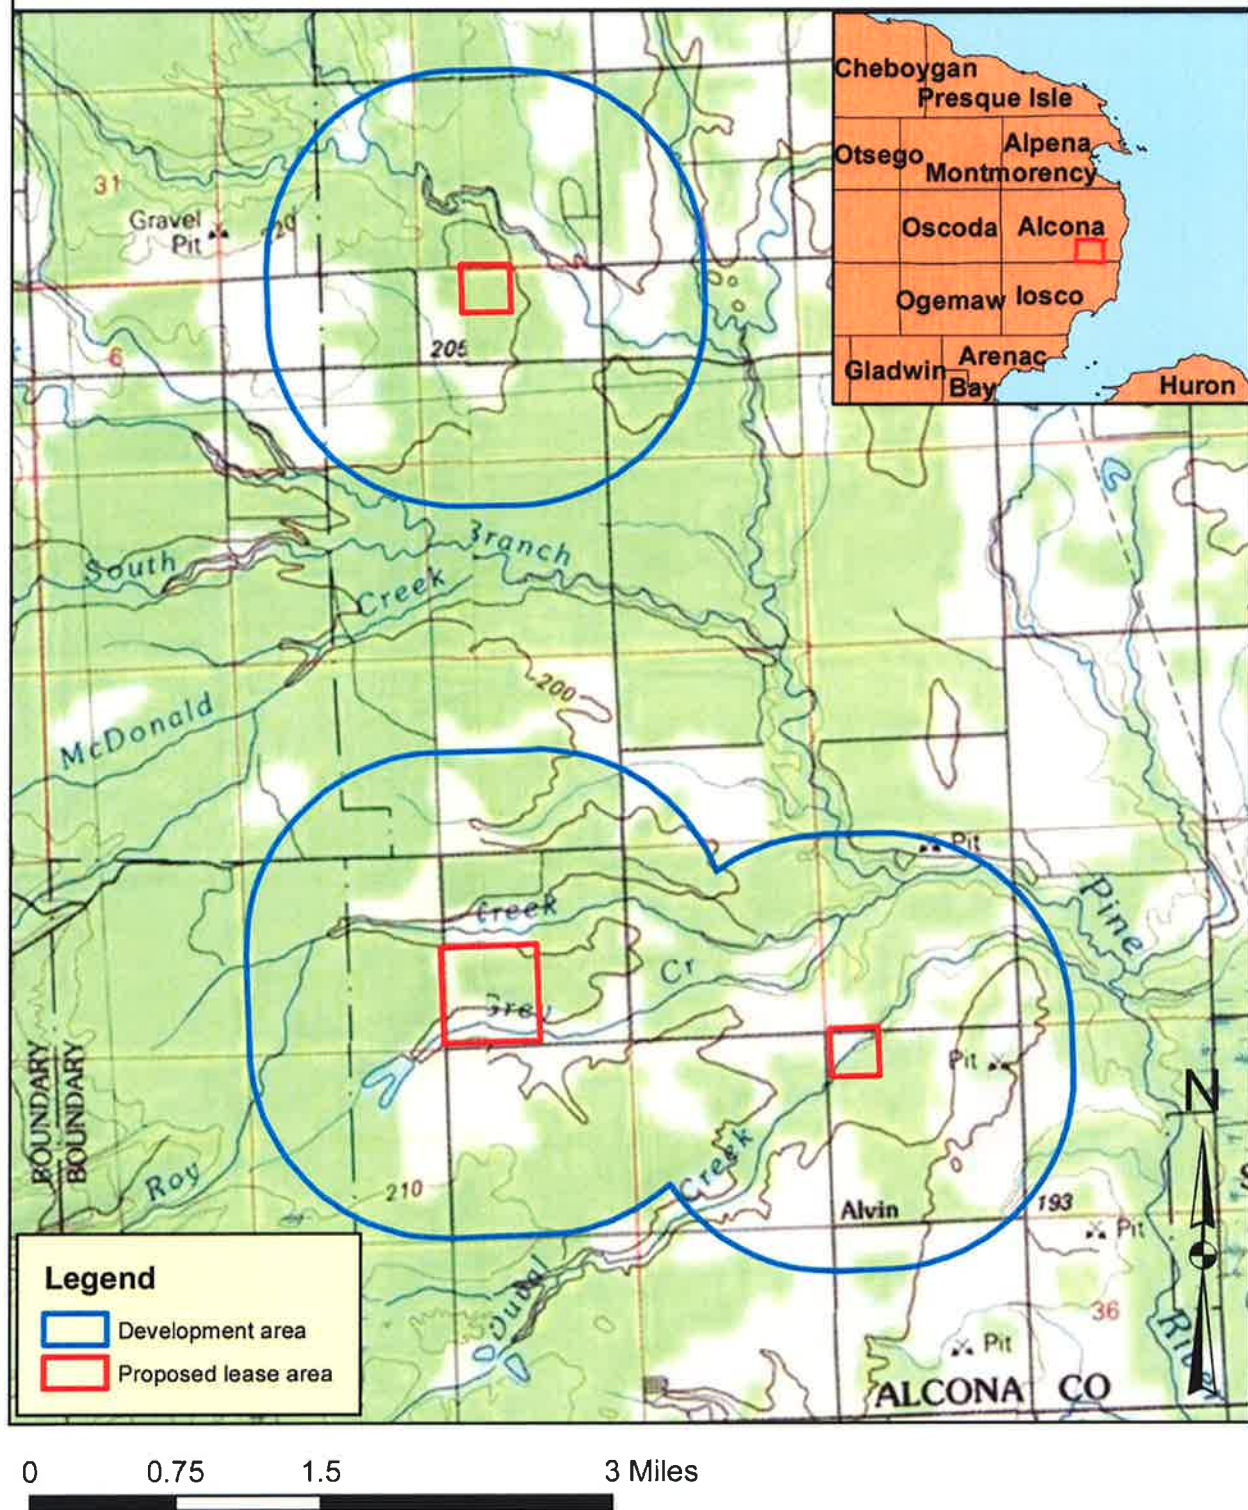 Cheboygan
Presque Isle
Otsego
Alpena
Montmorency
Oscoda
Alcona
Ogemaw
Iosco
Gladwin
Arenac
Bay
Huron
31
Gravel
Pit
6
205
South
Branch
Creek
McDonald
200
Pit
Pine
Creek
Cr
Pit
BOUNDARY
BOUNDARY
N
Roy
210
Creek
Alvin
193
Pit
36
Pit
ALCONA CO
Legend
Development area
Proposed lease area
0 0.75 1.5 3 Miles